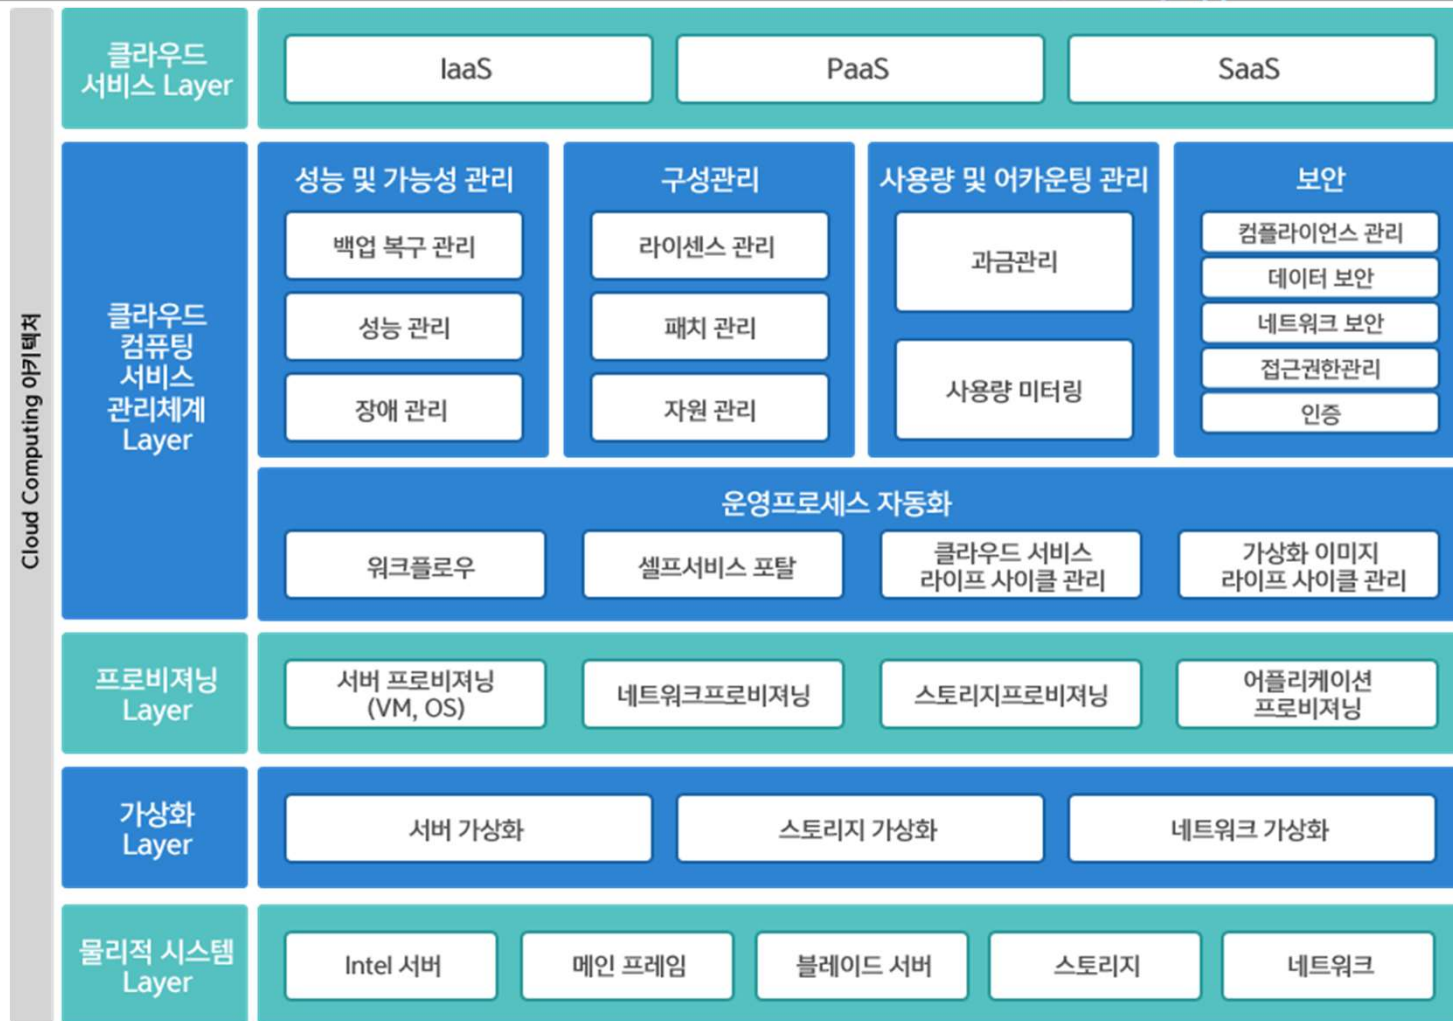 Cloud Computing 아키텍처
클라우드
서비스 Layer
IaaS
PaaS
SaaS
클라우드
컴퓨팅
서비스
관리체계
Layer
성능 및 가능성 관리
백업 복구 관리
성능 관리
장애 관리
구성관리
라이센스 관리
패치 관리
자원 관리
사용량 및 어카운팅 관리
과금관리
사용량 미터링
보안
컴플라이언스 관리
데이터 보안
네트워크 보안
접근권한관리
인증
운영프로세스 자동화
워크플로우
셀프서비스 포탈
클라우드 서비스
라이프 사이클 관리
가상화 이미지
라이프 사이클 관리
프로비져닝
Layer
서버 프로비져닝
(VM, OS)
네트워크프로비져닝
스토리지프로비져닝
어플리케이션
프로비져닝
가상화
Layer
서버 가상화
스토리지 가상화
네트워크 가상화
물리적 시스템
Layer
Intel 서버
메인 프레임
블레이드 서버
스토리지
네트워크